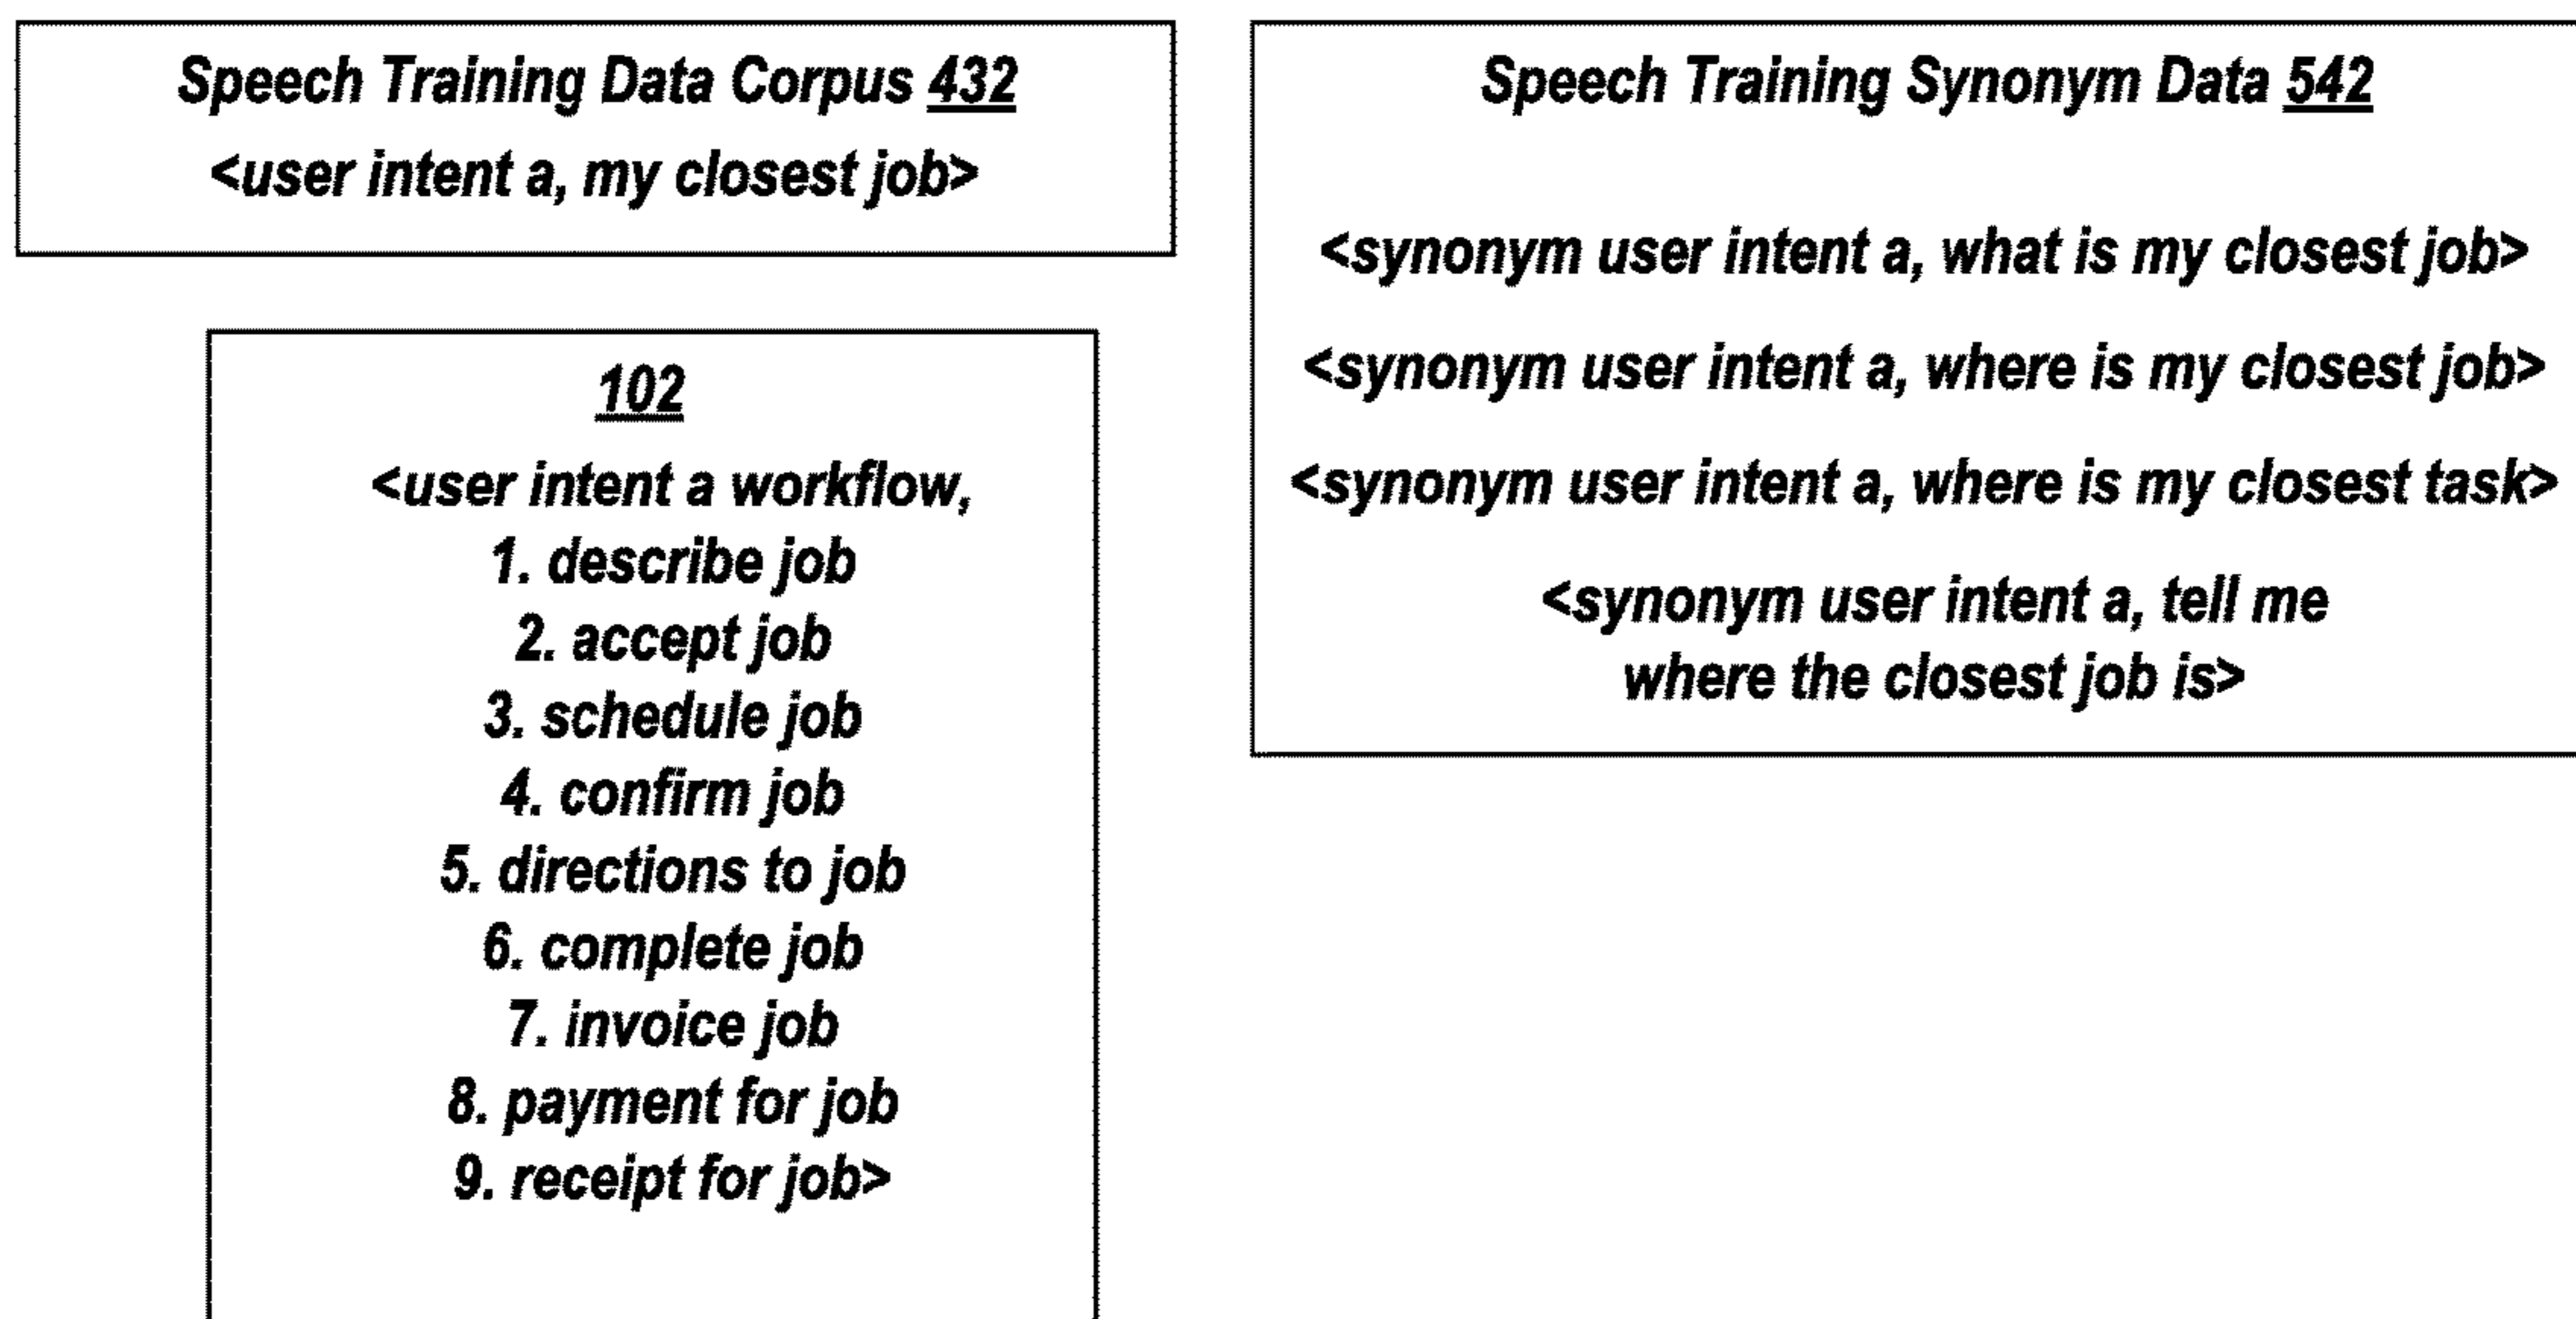 Speech Training Data Corpus 432
<user intent a, my closest job>
102
<user intent a workflow,
1. describe job
2. accept job
3. schedule job
4. confirm job
5. directions to job
6. complete job
7. invoice job
8. payment for job
9. receipt for job>
Speech Training Synonym Data 542
<synonym user intent a, what is my closest job>
<synonym user intent a, where is my closest job>
<synonym user intent a, where is my closest task>
<synonym user intent a, tell me
where the closest job is>